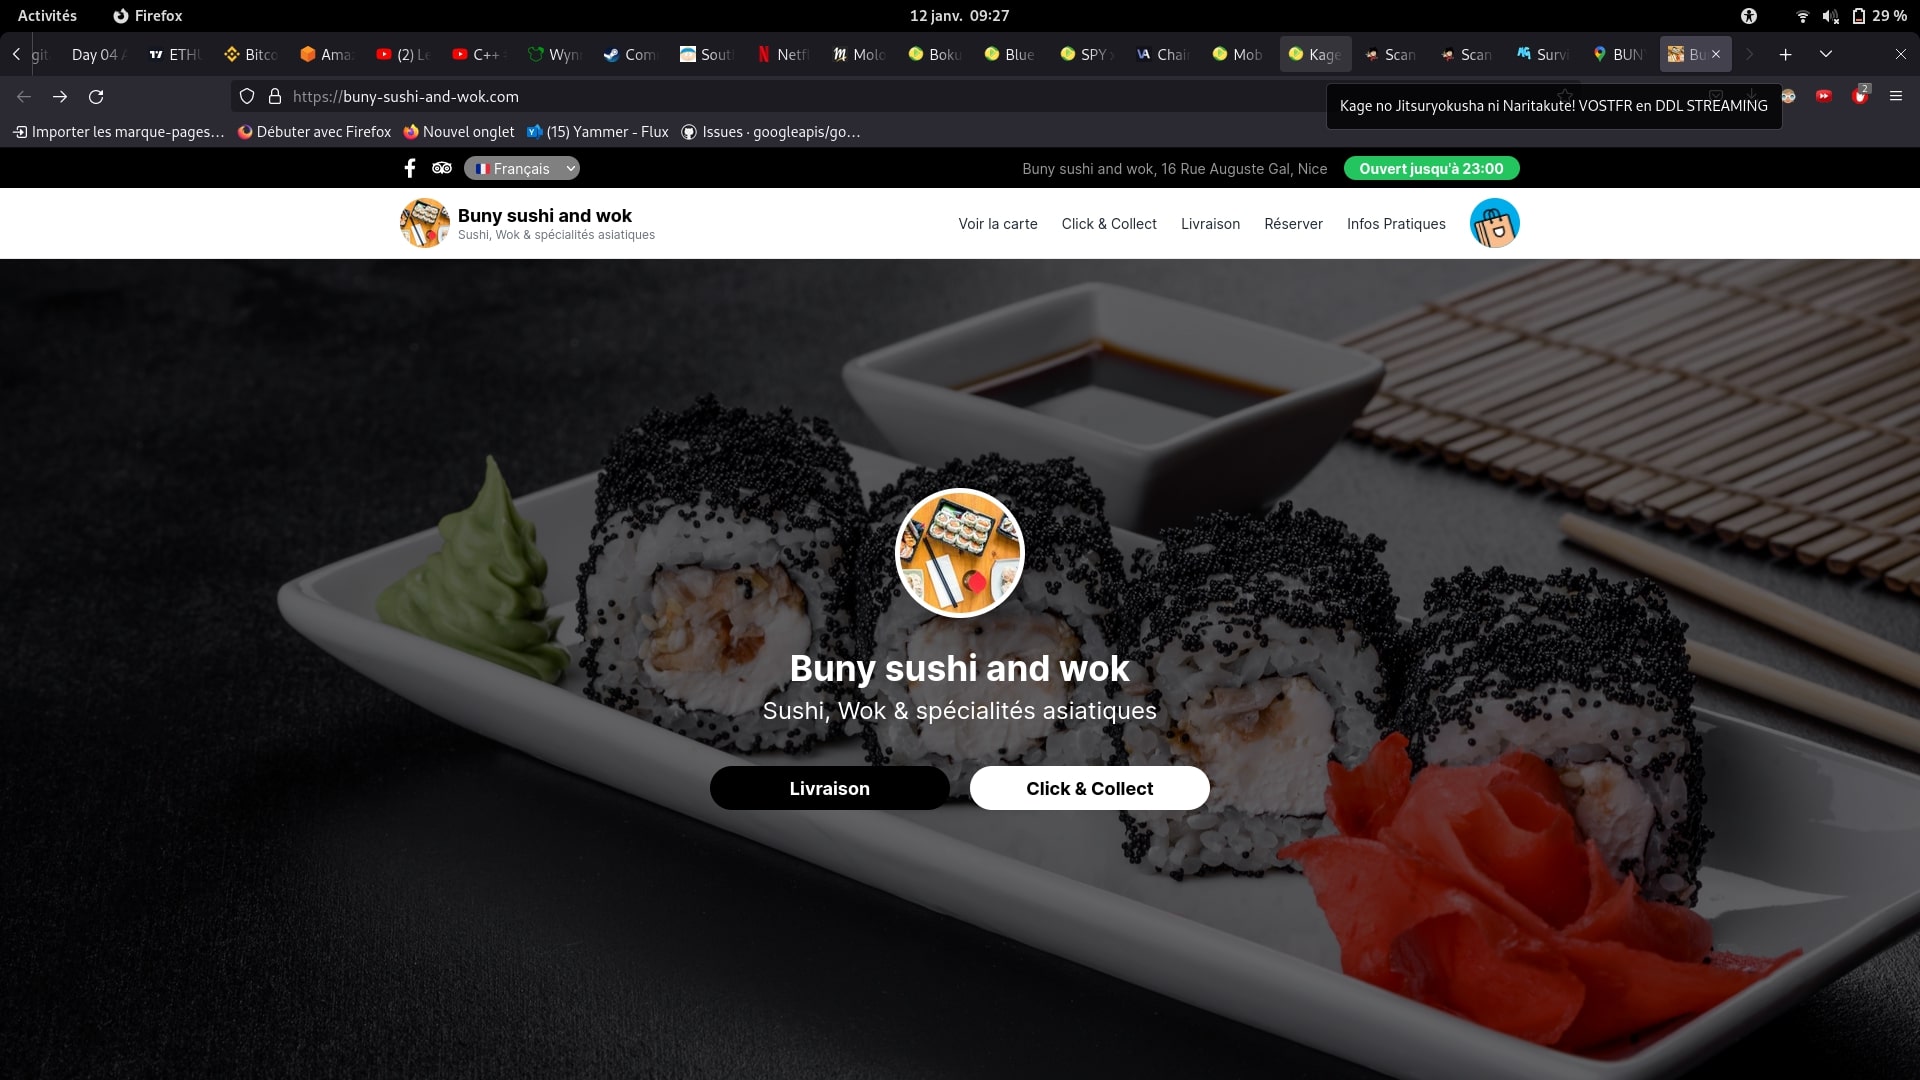 Activités Firefox 12 janv. 09:27 29 %
Day 04 ETH Bitco Ama (2) Le C++ Wyn Com Sout Netfl Molo Boku Blue SPY Chai Mob Kage Scan Scan Survi BUN Bu
https://buny-sushi-and-wok.com 2
Kage no Jitsuryokusha ni Naritakute! VOSTFR en DDL STREAMING
Importer les marque-pages… Débuter avec Firefox Nouvel onglet (15) Yammer - Flux Issues · googleapis/go…
Français Buny sushi and wok, 16 Rue Auguste Gal, Nice Ouvert jusqu'à 23:00
Buny sushi and wok
Sushi, Wok & spécialités asiatiques
Voir la carte Click & Collect Livraison Réserver Infos Pratiques
Buny sushi and wok
Sushi, Wok & spécialités asiatiques
Livraison Click & Collect